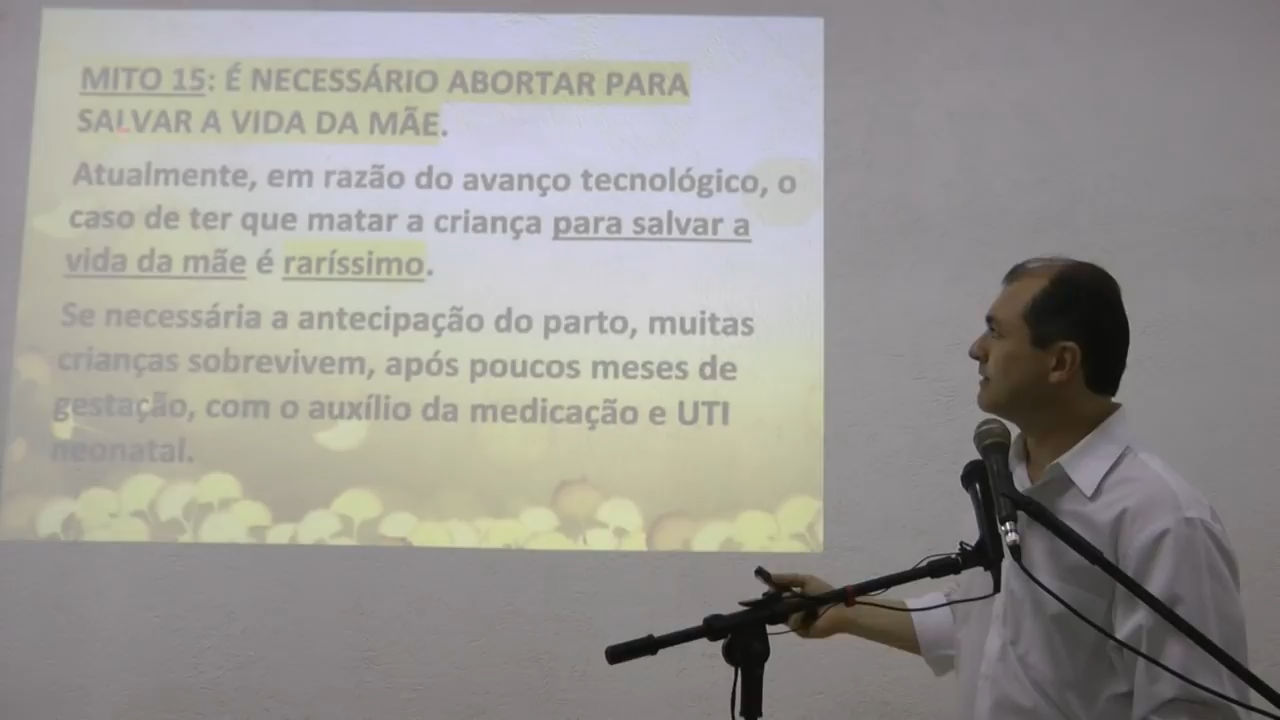 MITO 15: É NECESSÁRIO ABORTAR PARA
SALVAR A VIDA DA MÃE.
Atualmente, em razão do avanço tecnológico, o
caso de ter que matar a criança para salvar a
vida da mãe é raríssimo.
Se necessária a antecipação do parto, muitas
crianças sobrevivem, após poucos meses de
gestação, com o auxílio da medicação e UTI
neonatal.